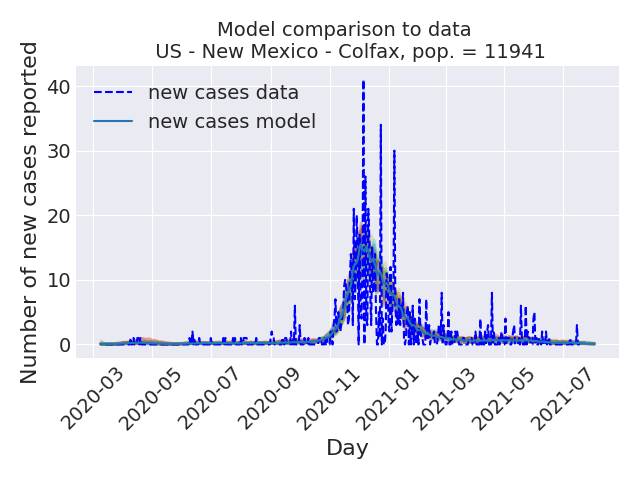 Model comparison to data
US - New Mexico - Colfax, pop. = 11941
Number of new cases reported
new cases data
new cases model
40
30
20
10
0
2020-03
2020-05
2020-07
2020-09
2020-11
2021-01
2021-03
2021-05
2021-07
Day